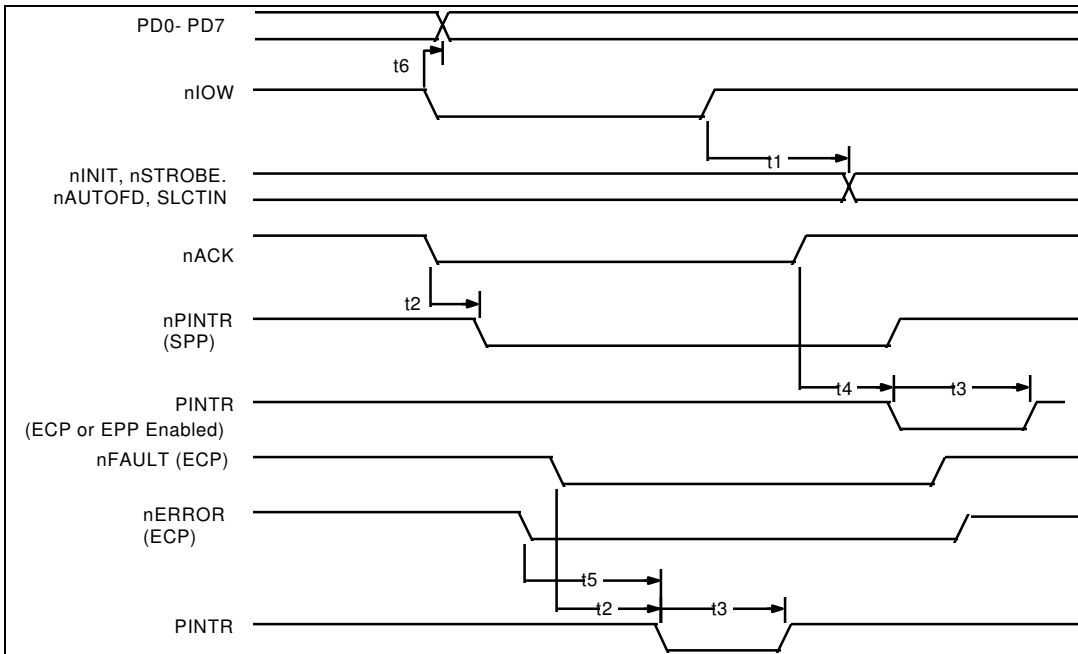 PD0- PD7
t6
nIOW
t1
nINIT, nSTROBE.
nAUTOFD, SLCTIN
nACK
t2
nPINTR
(SPP)
t4
t3
PINTR
(ECP or EPP Enabled)
nFAULT (ECP)
nERROR
(ECP)
t5
t2
t3
PINTR